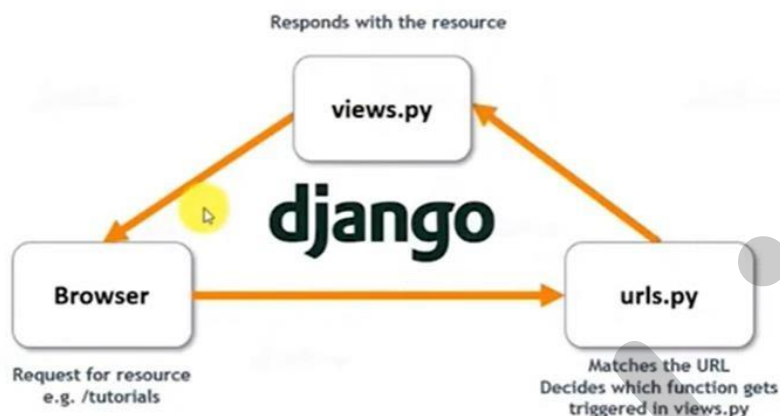 Responds with the resource
views.py
django
Browser
urls.py
Request for resource
e.g. /tutorials
Matches the URL
Decides which function gets
triggered in views.py